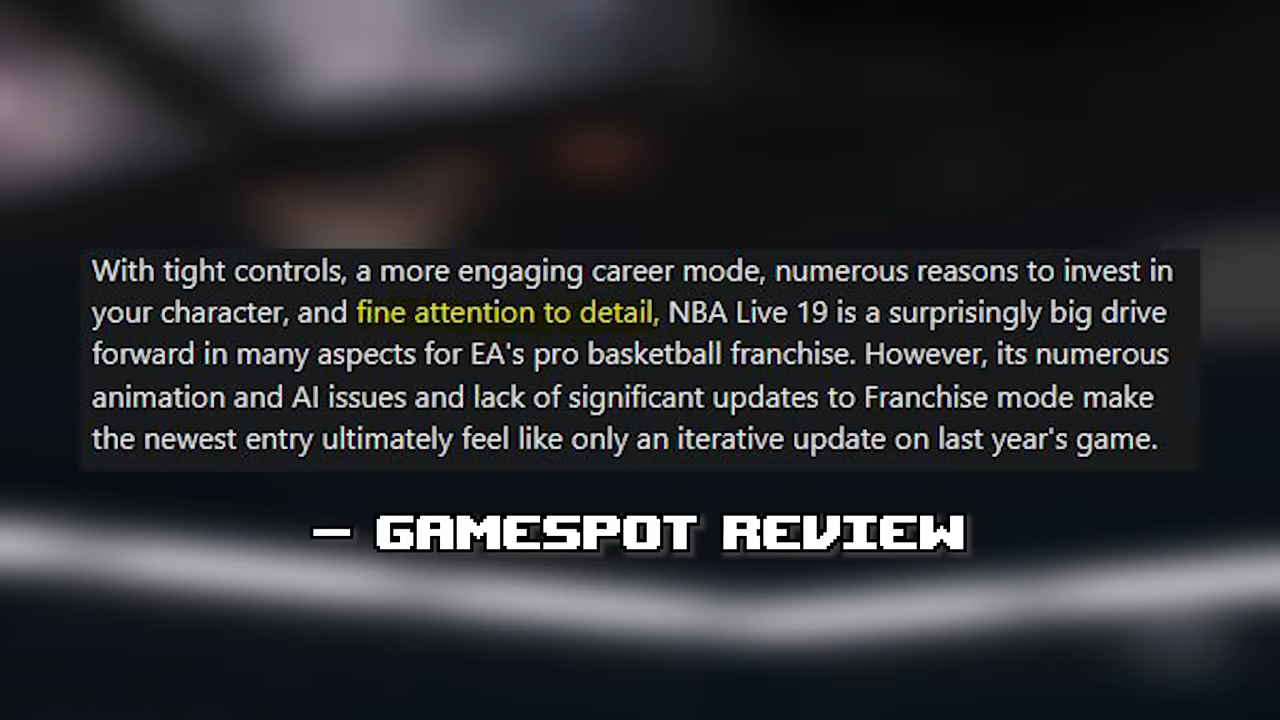 With tight controls, a more engaging career mode, numerous reasons to invest in
your character, and fine attention to detail, NBA Live 19 is a surprisingly big drive
forward in many aspects for EA's pro basketball franchise. However, its numerous
animation and AI issues and lack of significant updates to Franchise mode make
the newest entry ultimately feel like only an iterative update on last year's game.
– GAMESPOT REVIEW